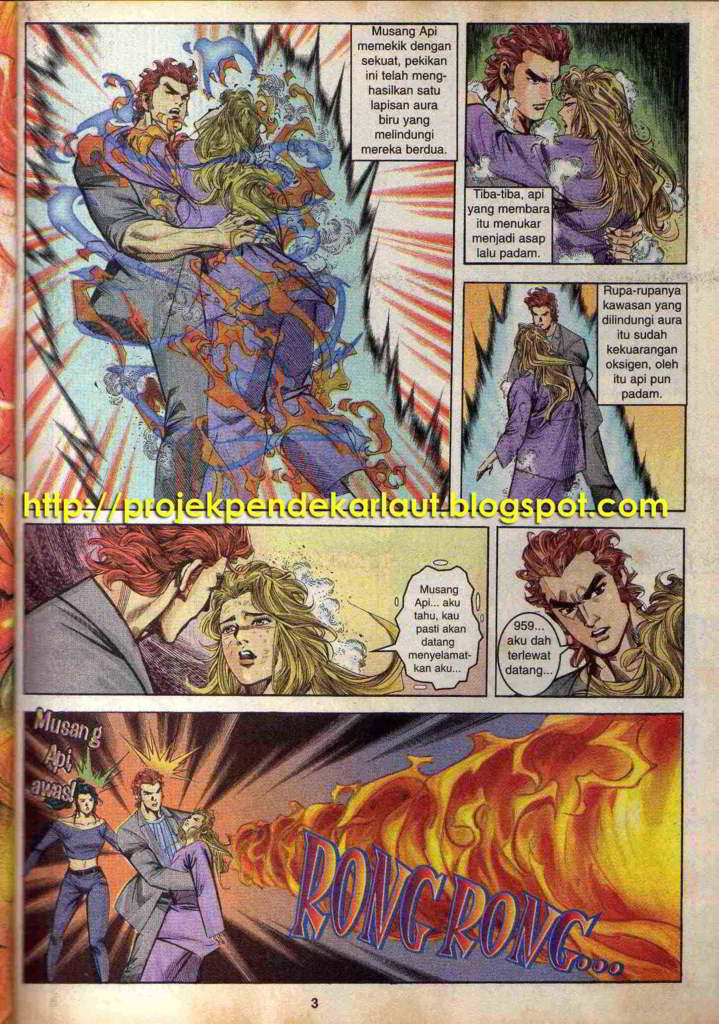 Musang Api
memekik dengan
sekuat, pekikan
ini telah meng-
hasilkan satu
lapisan aura
biru yang
melindungi
mereka berdua.
Tiba-tiba, api
yang membara
itu menukar
menjadi asap
lalu padam.
Rupa-rupanya
kawasan yang
dilindungi aura
itu sudah
kekuarangan
oksigen, oleh
itu api pun
padam.
http://projekpendekarlaut.blogspot.com/
Musang
Api... aku
tahu, kau
pasti akan
datang
menyelamat-
kan aku...
959...
aku dah
terlewat
datang...
Musang
Api,
awas!
RONG RONG...
3